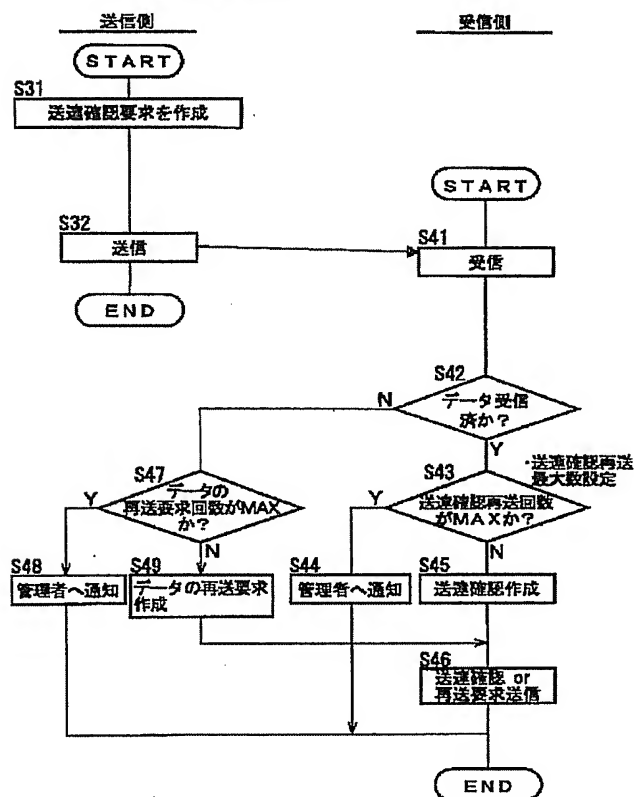 送信側
受信側
START
S31
送達確認要求を作成
START
S32
送信
S41
受信
END
S42
データ受信
済か?
N
Y
・送達確認再送
最大数設定
S47
データの
再送要求回数がMAX
か?
Y
N
S43
送達確認再送回数
がMAXか?
Y
N
S48
管理者へ通知
S49
データの再送要求
作成
S44
管理者へ通知
S45
送達確認作成
S46
送達確認 or
再送要求送信
END